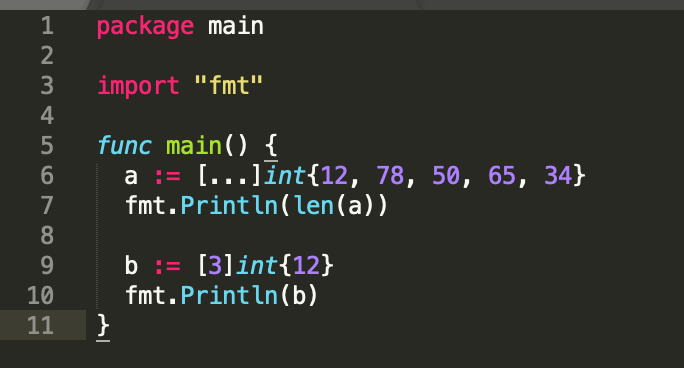 1 package main
2
3 import "fmt"
4
5 func main() {
6 a := [...]int{12, 78, 50, 65, 34}
7 fmt.Println(len(a))
8
9 b := [3]int{12}
10 fmt.Println(b)
11 }